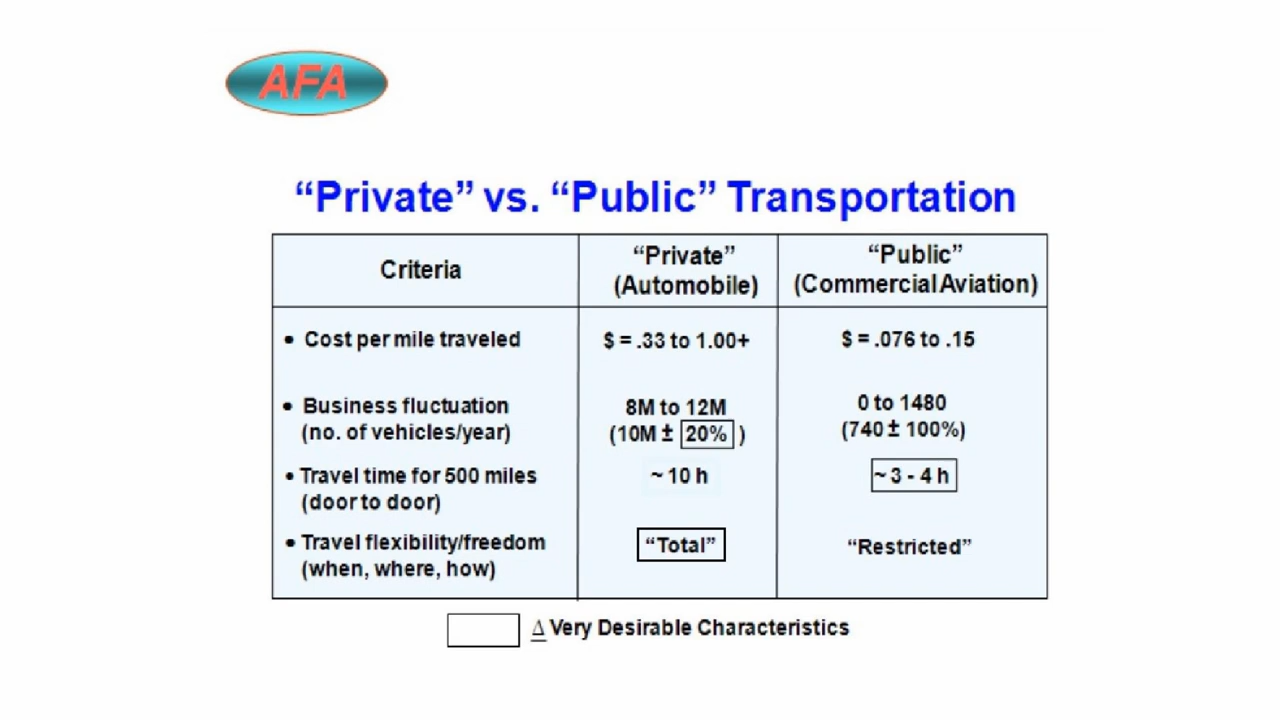 AFA
“Private” vs. “Public” Transportation
Criteria
“Private”
(Automobile)
“Public”
(Commercial Aviation)
• Cost per mile traveled
$ = .33 to 1.00+
$ = .076 to .15
• Business fluctuation
(no. of vehicles/year)
8M to 12M
(10M ± 20% )
0 to 1480
(740 ± 100%)
• Travel time for 500 miles
(door to door)
~ 10 h
~ 3 - 4 h
• Travel flexibility/freedom
(when, where, how)
“Total”
“Restricted”
Δ Very Desirable Characteristics